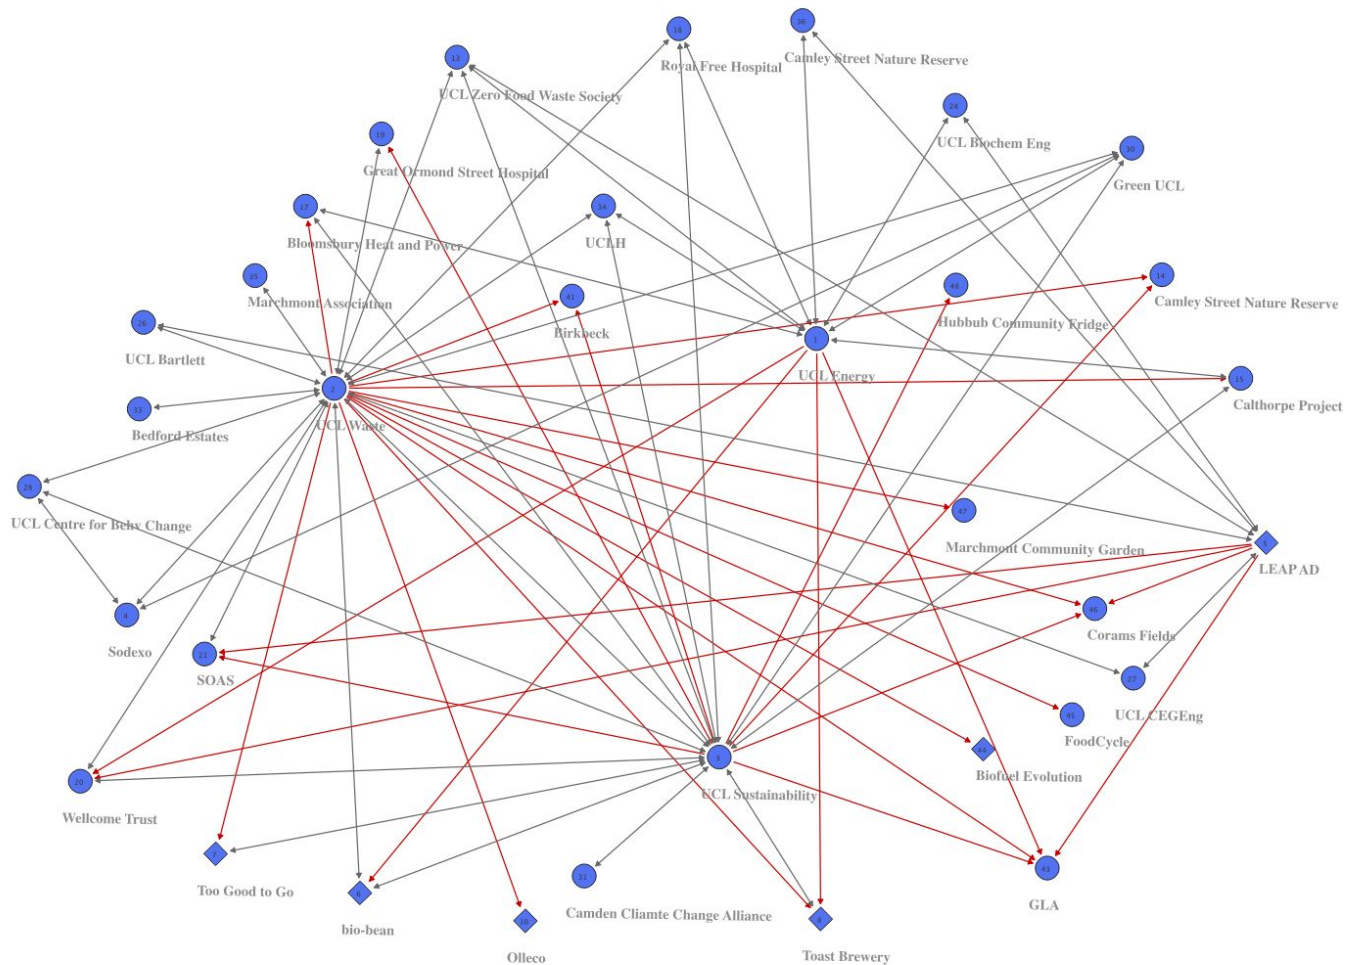 36
18
Camley Street Nature Reserve
13
Royal Free Hospital
UCL Zero Food Waste Society
24
19
UCL Biochem Eng
30
Great Ormond Street Hospital
Green UCL
17
34
Bloomsbury Heat and Power
UCLH
35
14
48
Marchmont Association
41
Camley Street Nature Reserve
26
Hubbub Community Fridge
Birkbeck
1
UCL Bartlett
UCL Energy
15
2
33
Calthorpe Project
UCL Waste
Bedford Estates
28
47
UCL Centre for Behv Change
Marchmont Community Garden
5
LEAP AD
46
4
Corams Fields
Sodexo
21
SOAS
27
UCL CEGEng
45
FoodCycle
44
3
Biofuel Evolution
20
UCL Sustainability
Wellcome Trust
7
43
31
Too Good to Go
6
GLA
Camden Cliamte Change Alliance
10
8
bio-bean
Olleco
Toast Brewery